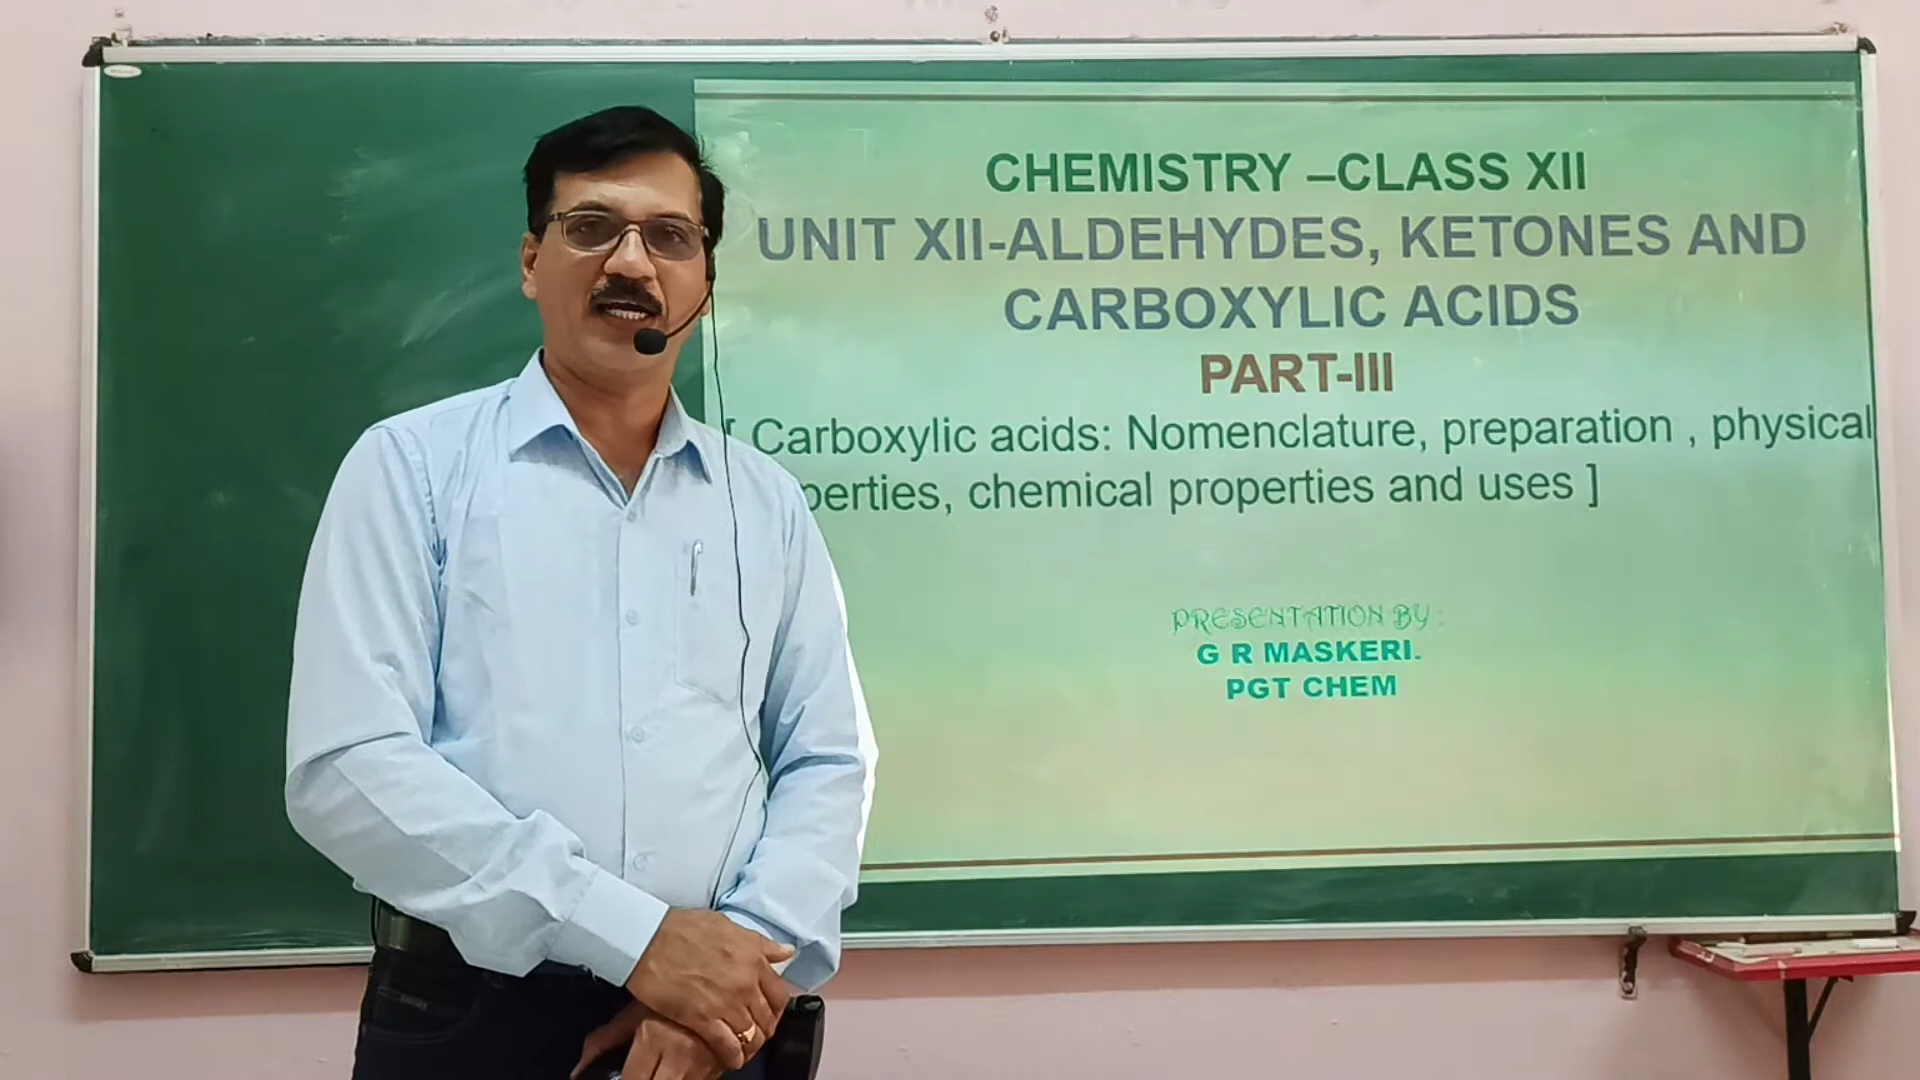 CHEMISTRY –CLASS XII
UNIT XII-ALDEHYDES, KETONES AND
CARBOXYLIC ACIDS
PART-III
[ Carboxylic acids: Nomenclature, preparation , physical
perties, chemical properties and uses ]
PRESENTATION BY :
G R MASKERI.
PGT CHEM